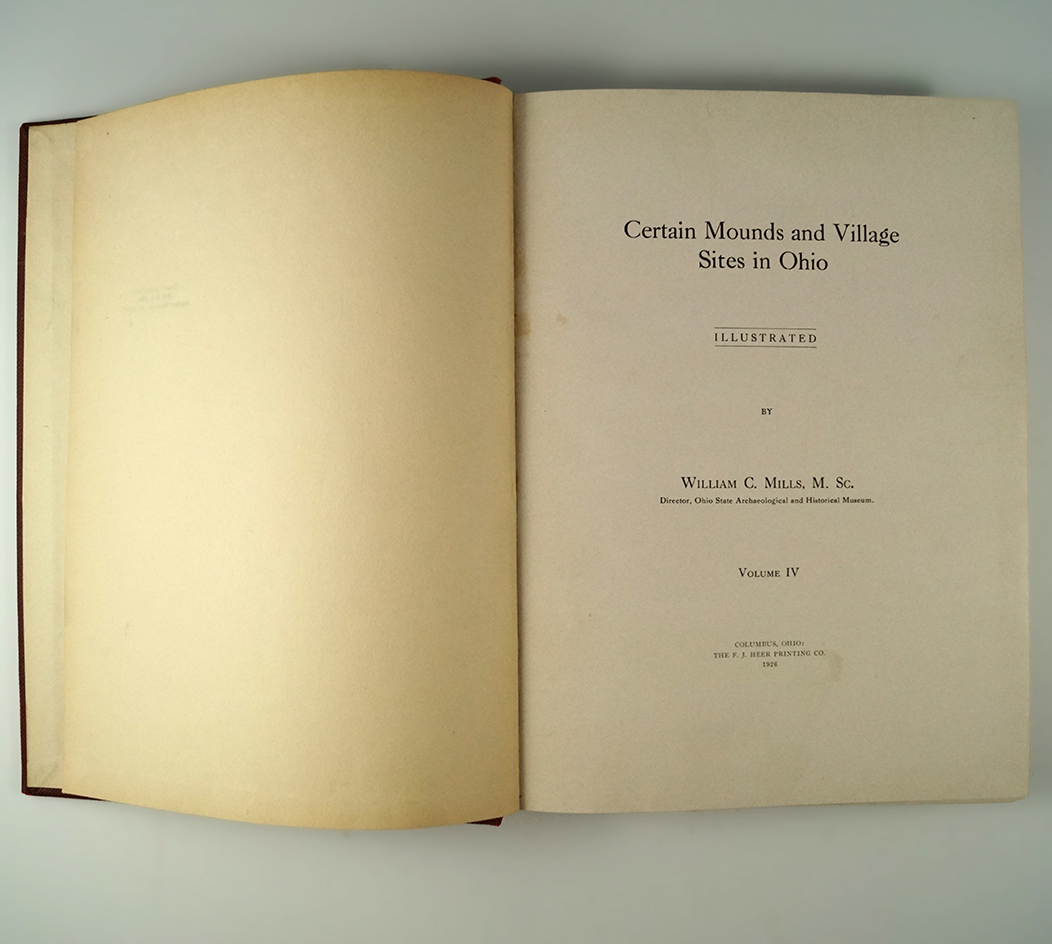 Certain Mounds and Village
Sites in Ohio
ILLUSTRATED
BY
WILLIAM C. MILLS, M. SC.
Director, Ohio State Archaeological and Historical Museum.
VOLUME IV
COLUMBUS, OHIO:
THE F. J. HEER PRINTING CO.
1926